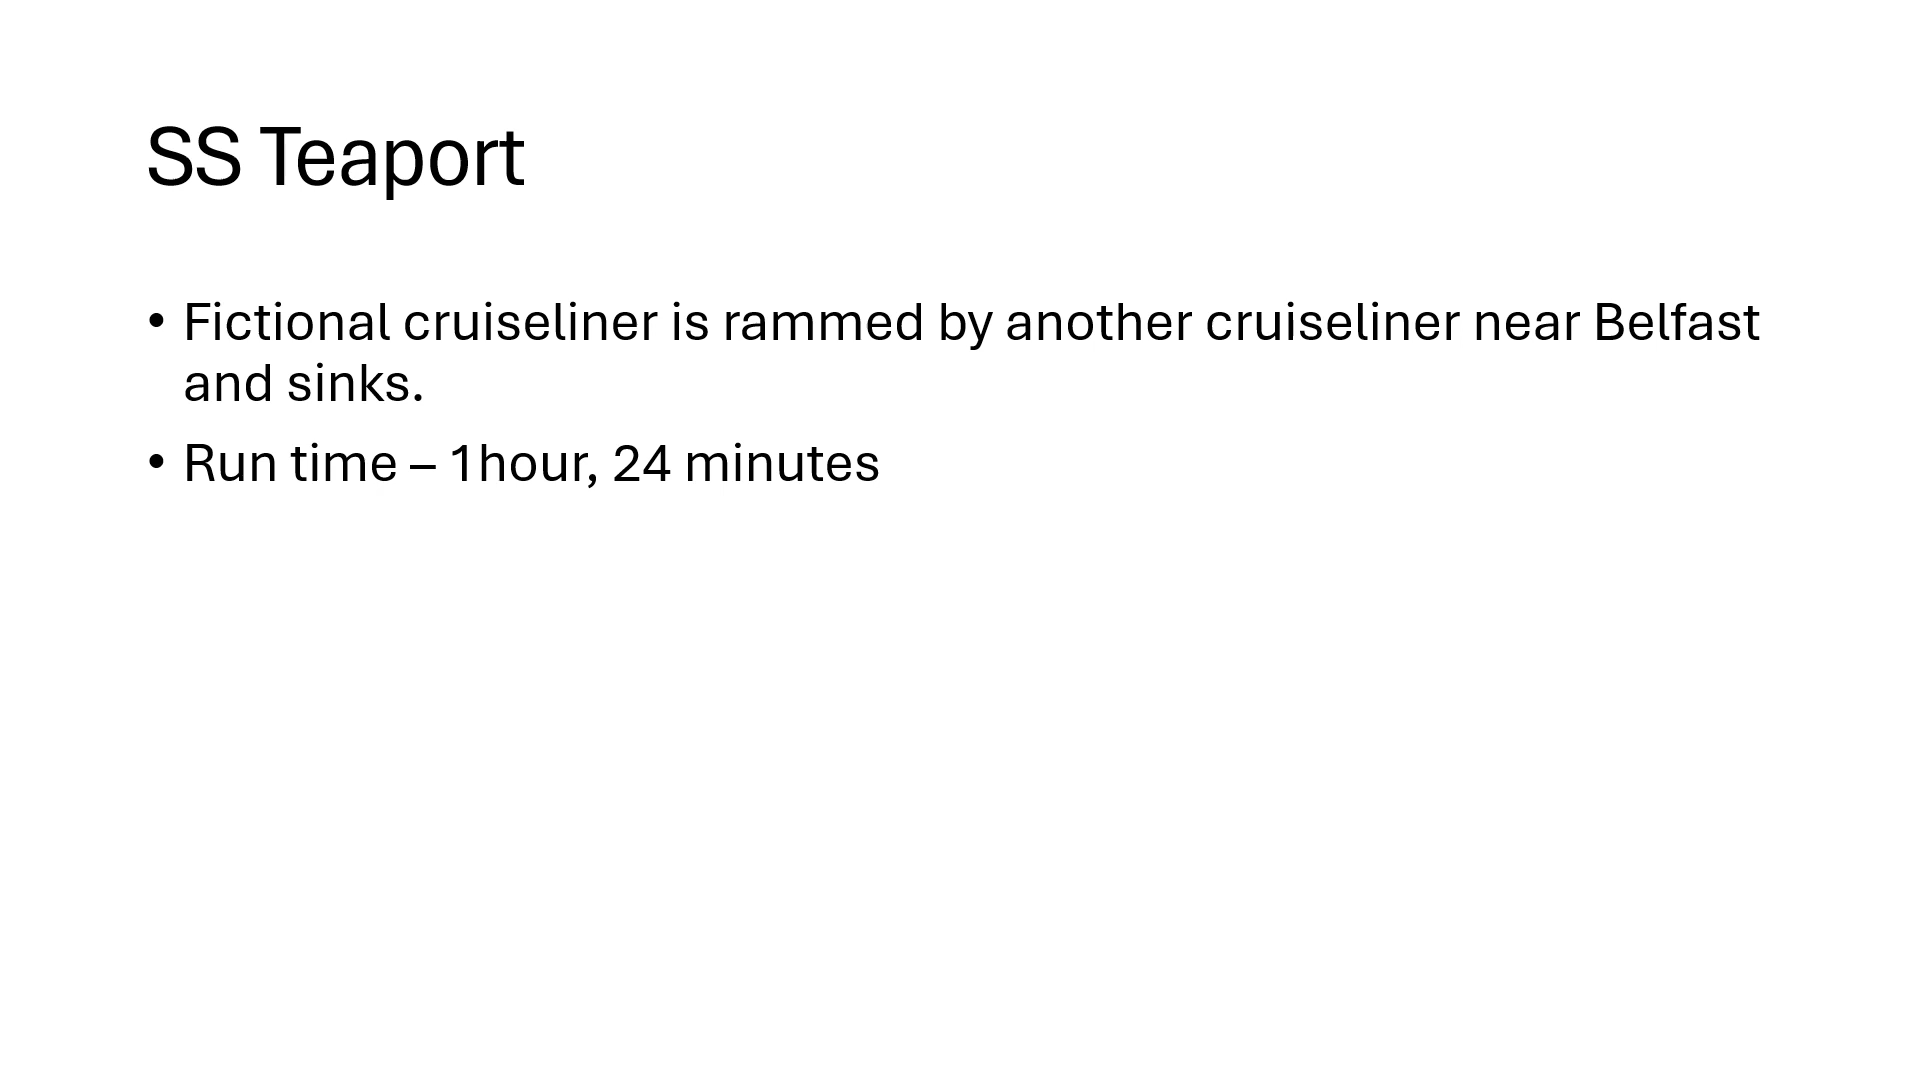 SS Teaport
• Fictional cruiseliner is rammed by another cruiseliner near Belfast
and sinks.
• Run time – 1hour, 24 minutes